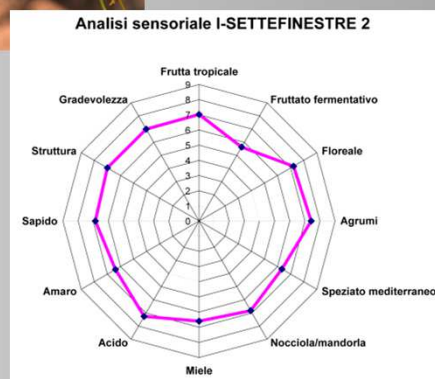 Analisi sensoriale I-SETTEFINESTRE 2
Frutta tropicale
Gradevolezza
Fruttato fermentativo
Struttura
Floreale
Sapido
Agrumi
Amaro
Speziato mediterraneo
Acido
Nocciola/mandorla
Miele
9
8
7
6
5
4
3
2
1
0